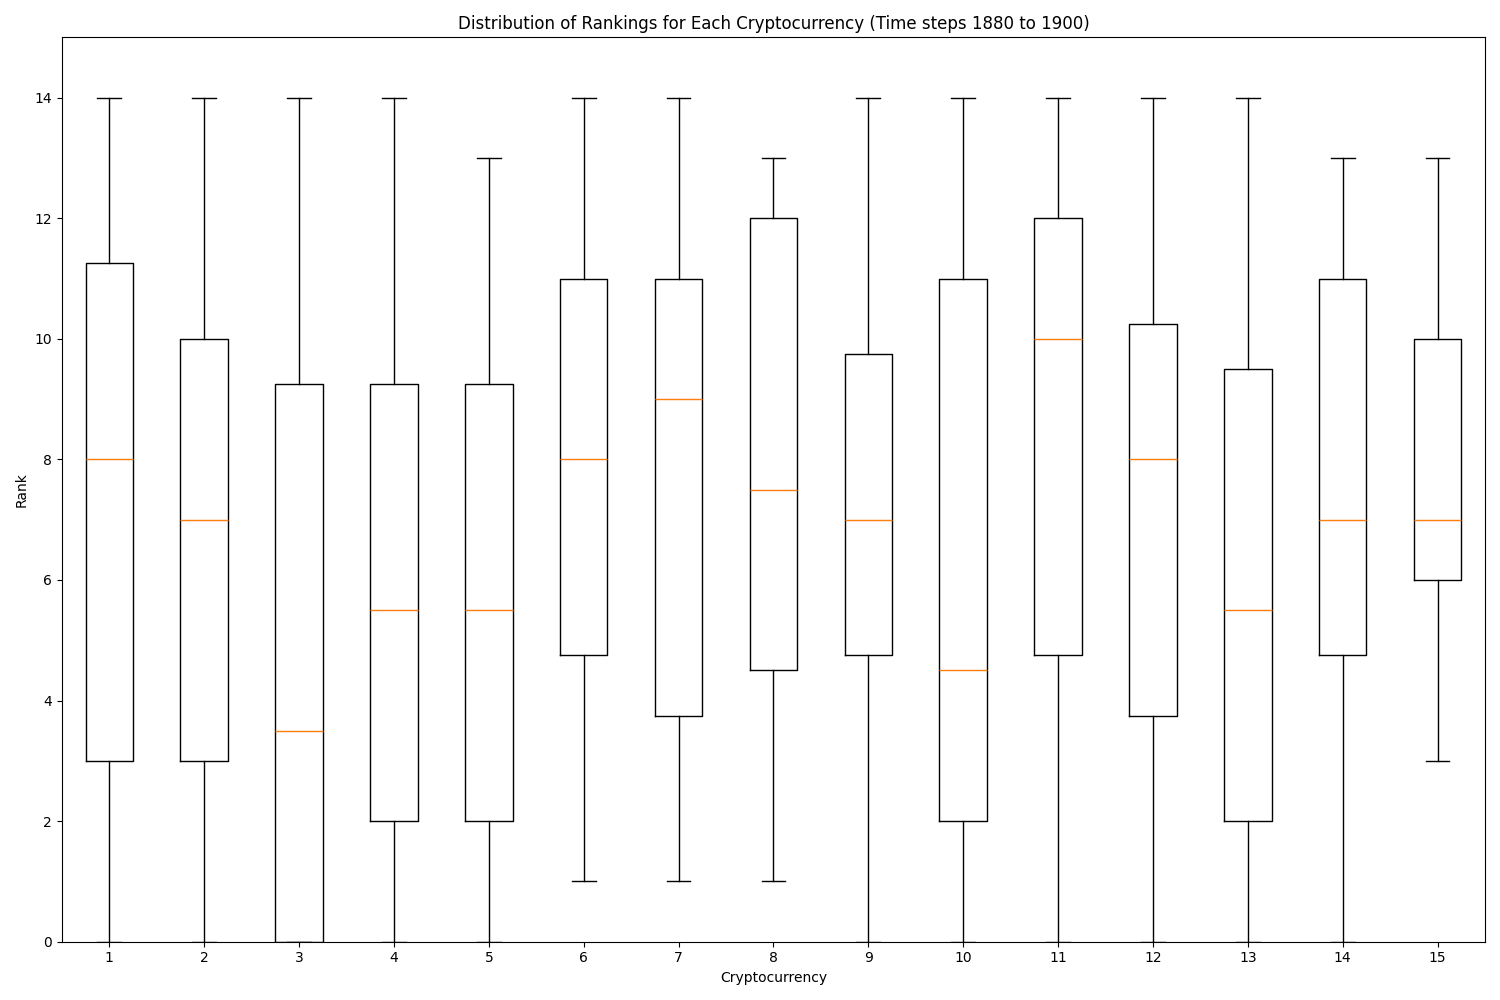 Distribution of Rankings for Each Cryptocurrency (Time steps 1880 to 1900)
Rank
14
12
10
8
6
4
2
0
1 2 3 4 5 6 7 8 9 10 11 12 13 14 15
Cryptocurrency